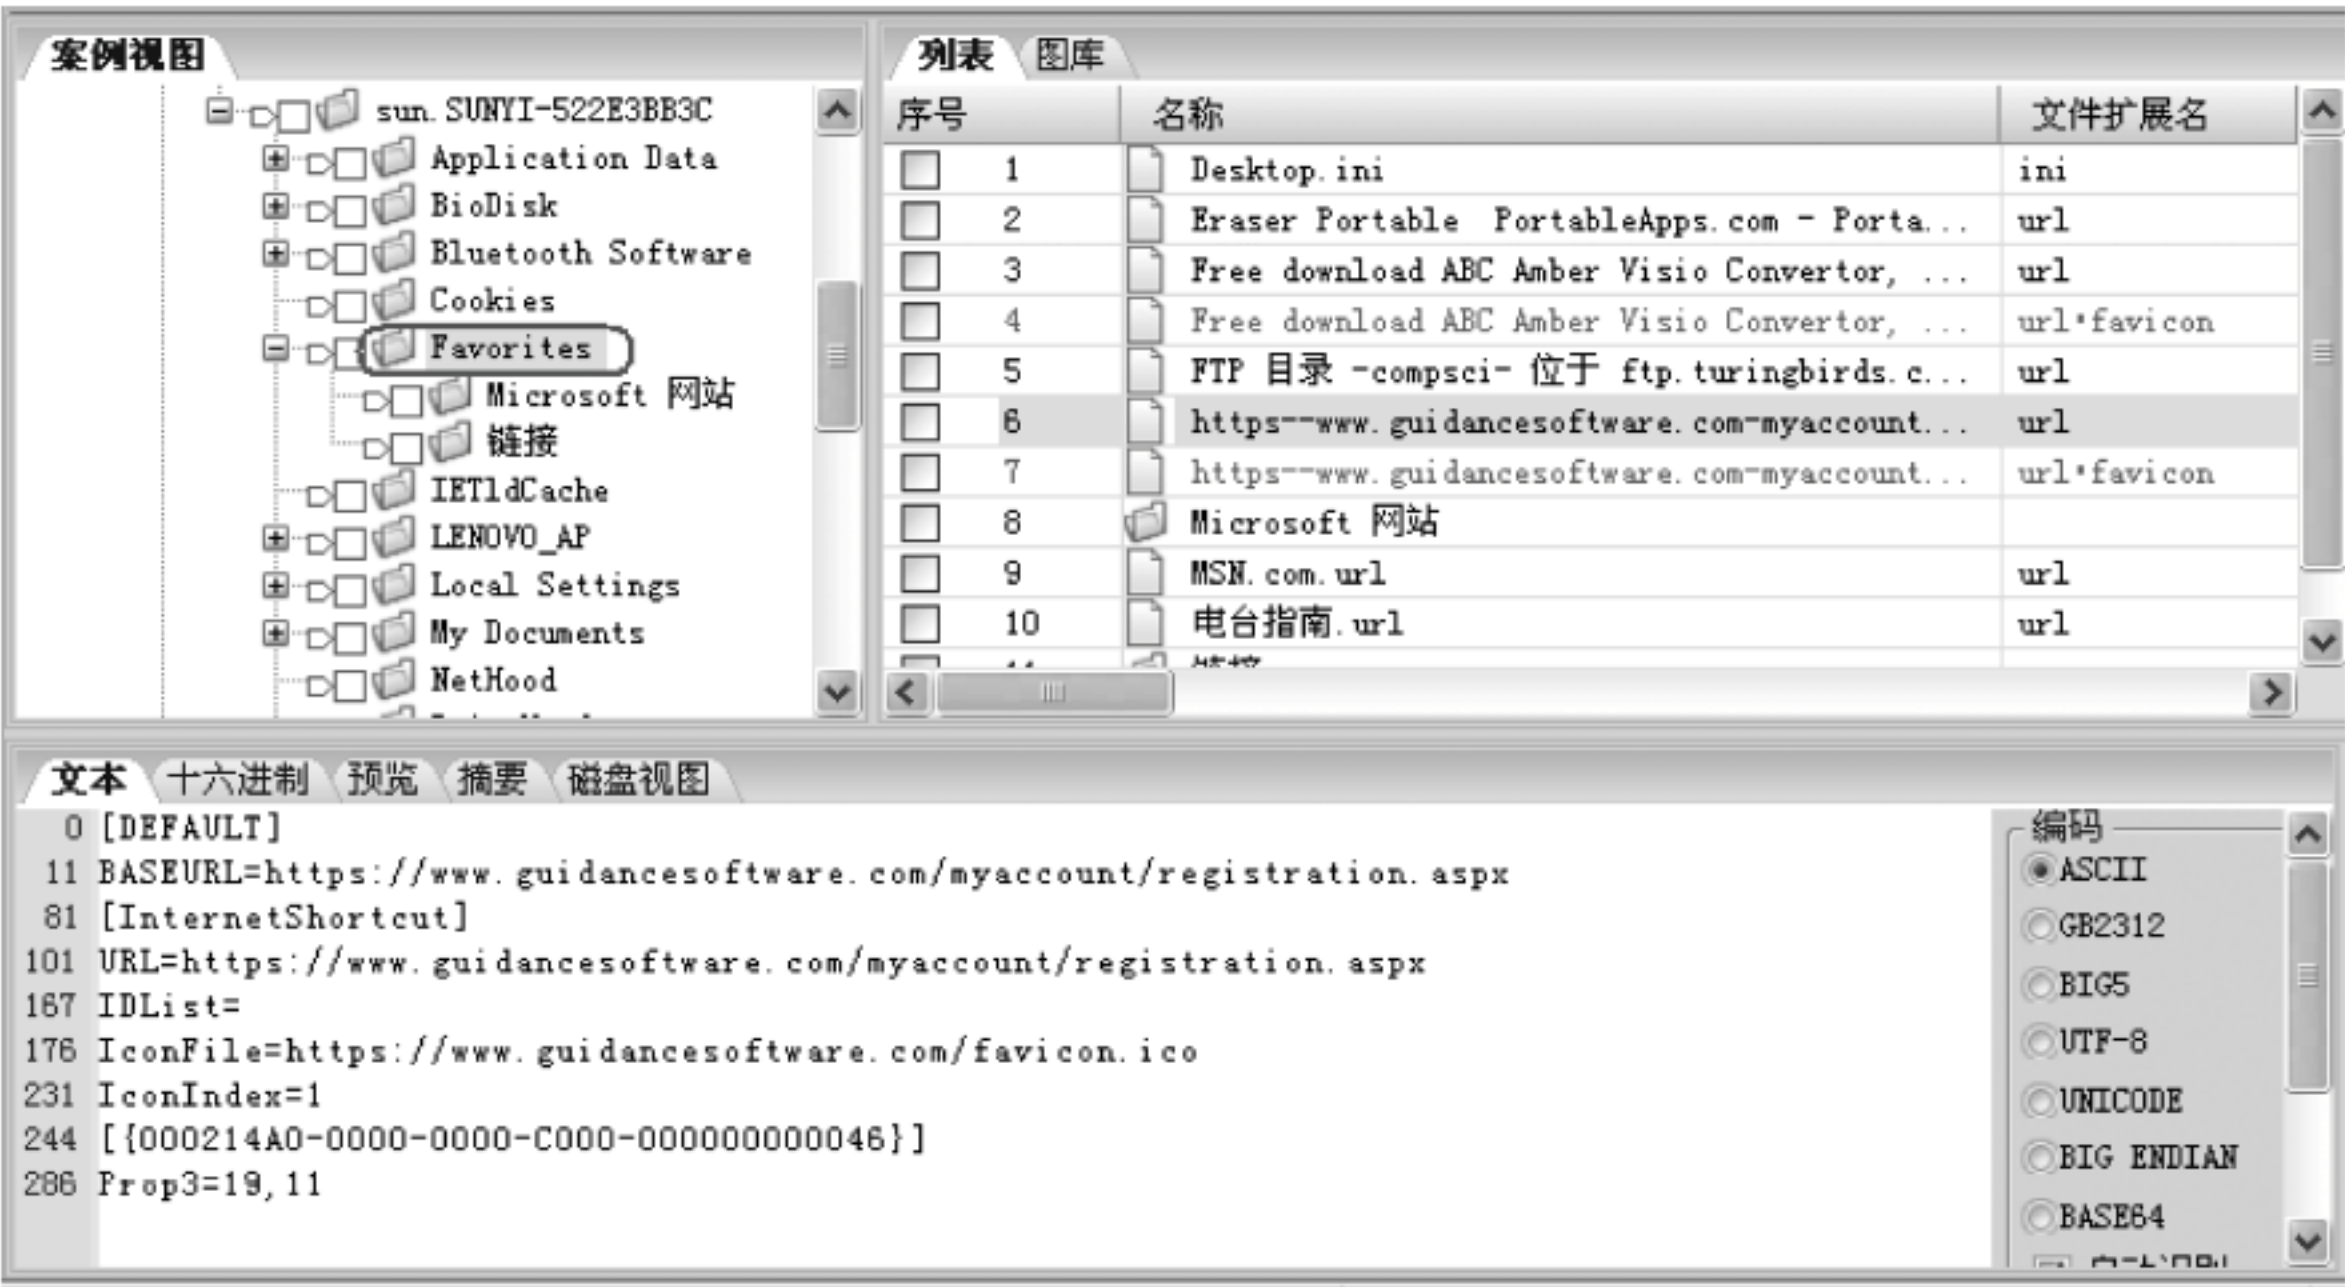 案例视图
sun.SUNYI-522E3BB3C
Application Data
BioDisk
Bluetooth Software
Cookies
Favorites
Microsoft 网站
链接
IETldCache
LENOVO_AP
Local Settings
My Documents
NetHood
列表 图库
序号 名称 文件扩展名
1 Desktop.ini ini
2 Eraser Portable PortableApps.com - Porta... url
3 Free download ABC Amber Visio Convertor, ... url
4 Free download ABC Amber Visio Convertor, ... url·favicon
5 FTP 目录 -compsci- 位于 ftp.turingbirds.c... url
6 https--www.guidancesoftware.com-myaccount... url
7 https--www.guidancesoftware.com-myaccount... url·favicon
8 Microsoft 网站
9 MSN.com.url url
10 电台指南.url url
文本 十六进制 预览 摘要 磁盘视图
0 [DEFAULT]
11 BASEURL=https://www.guidancesoftware.com/myaccount/registration.aspx
81 [InternetShortcut]
101 URL=https://www.guidancesoftware.com/myaccount/registration.aspx
167 IDList=
176 IconFile=https://www.guidancesoftware.com/favicon.ico
231 IconIndex=1
244 [{000214A0-0000-0000-C000-000000000046}]
286 Prop3=19,11
编码
ASCII
GB2312
BIG5
UTF-8
UNICODE
BIG ENDIAN
BASE64